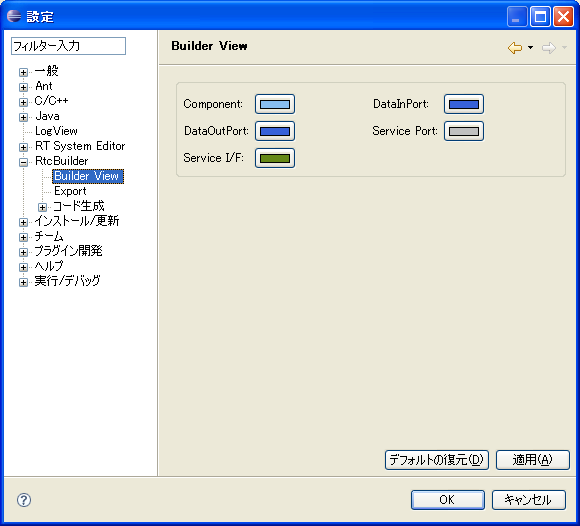 設定
フィルター入力
一般
Ant
C/C++
Java
LogView
RT System Editor
RtcBuilder
Builder View
Export
コード生成
インストール/更新
チーム
プラグイン開発
ヘルプ
実行/デバッグ
Builder View
Component: DataInPort:
DataOutPort: Service Port:
Service I/F:
デフォルトの復元(D) 適用(A)
? OK キャンセル